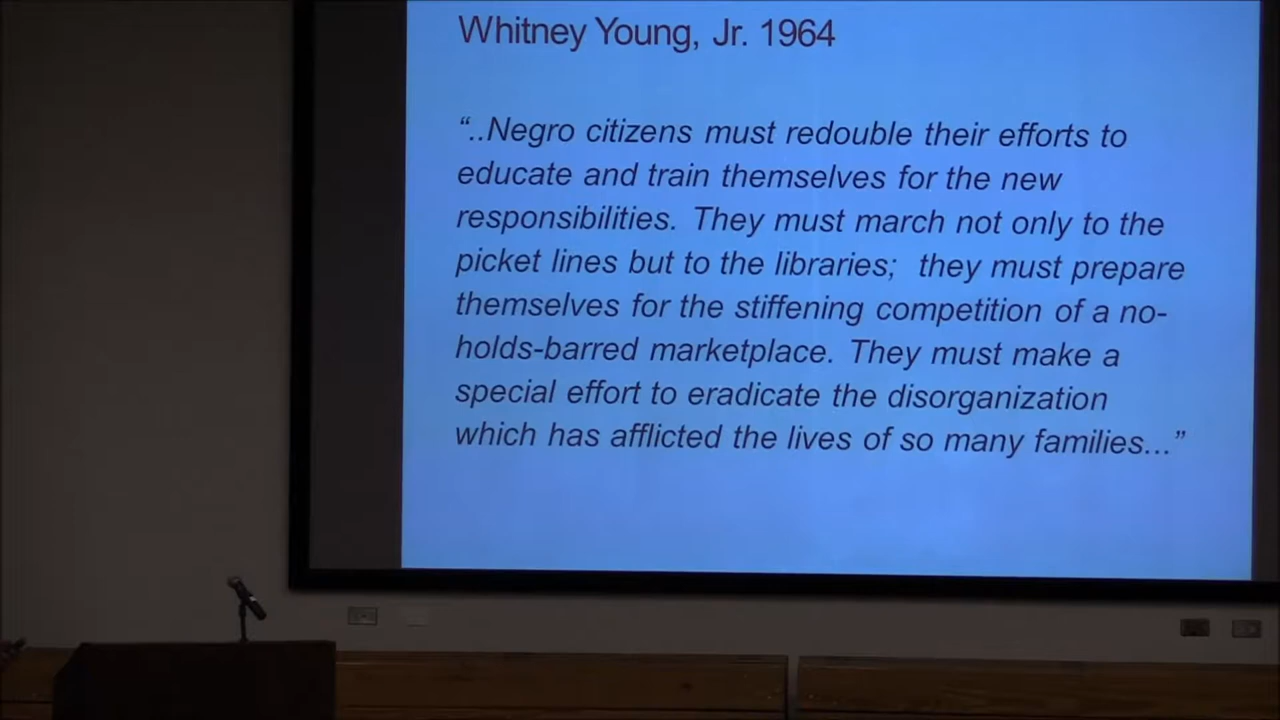 Whitney Young, Jr. 1964
“..Negro citizens must redouble their efforts to
educate and train themselves for the new
responsibilities. They must march not only to the
picket lines but to the libraries; they must prepare
themselves for the stiffening competition of a no-
holds-barred marketplace. They must make a
special effort to eradicate the disorganization
which has afflicted the lives of so many families...”